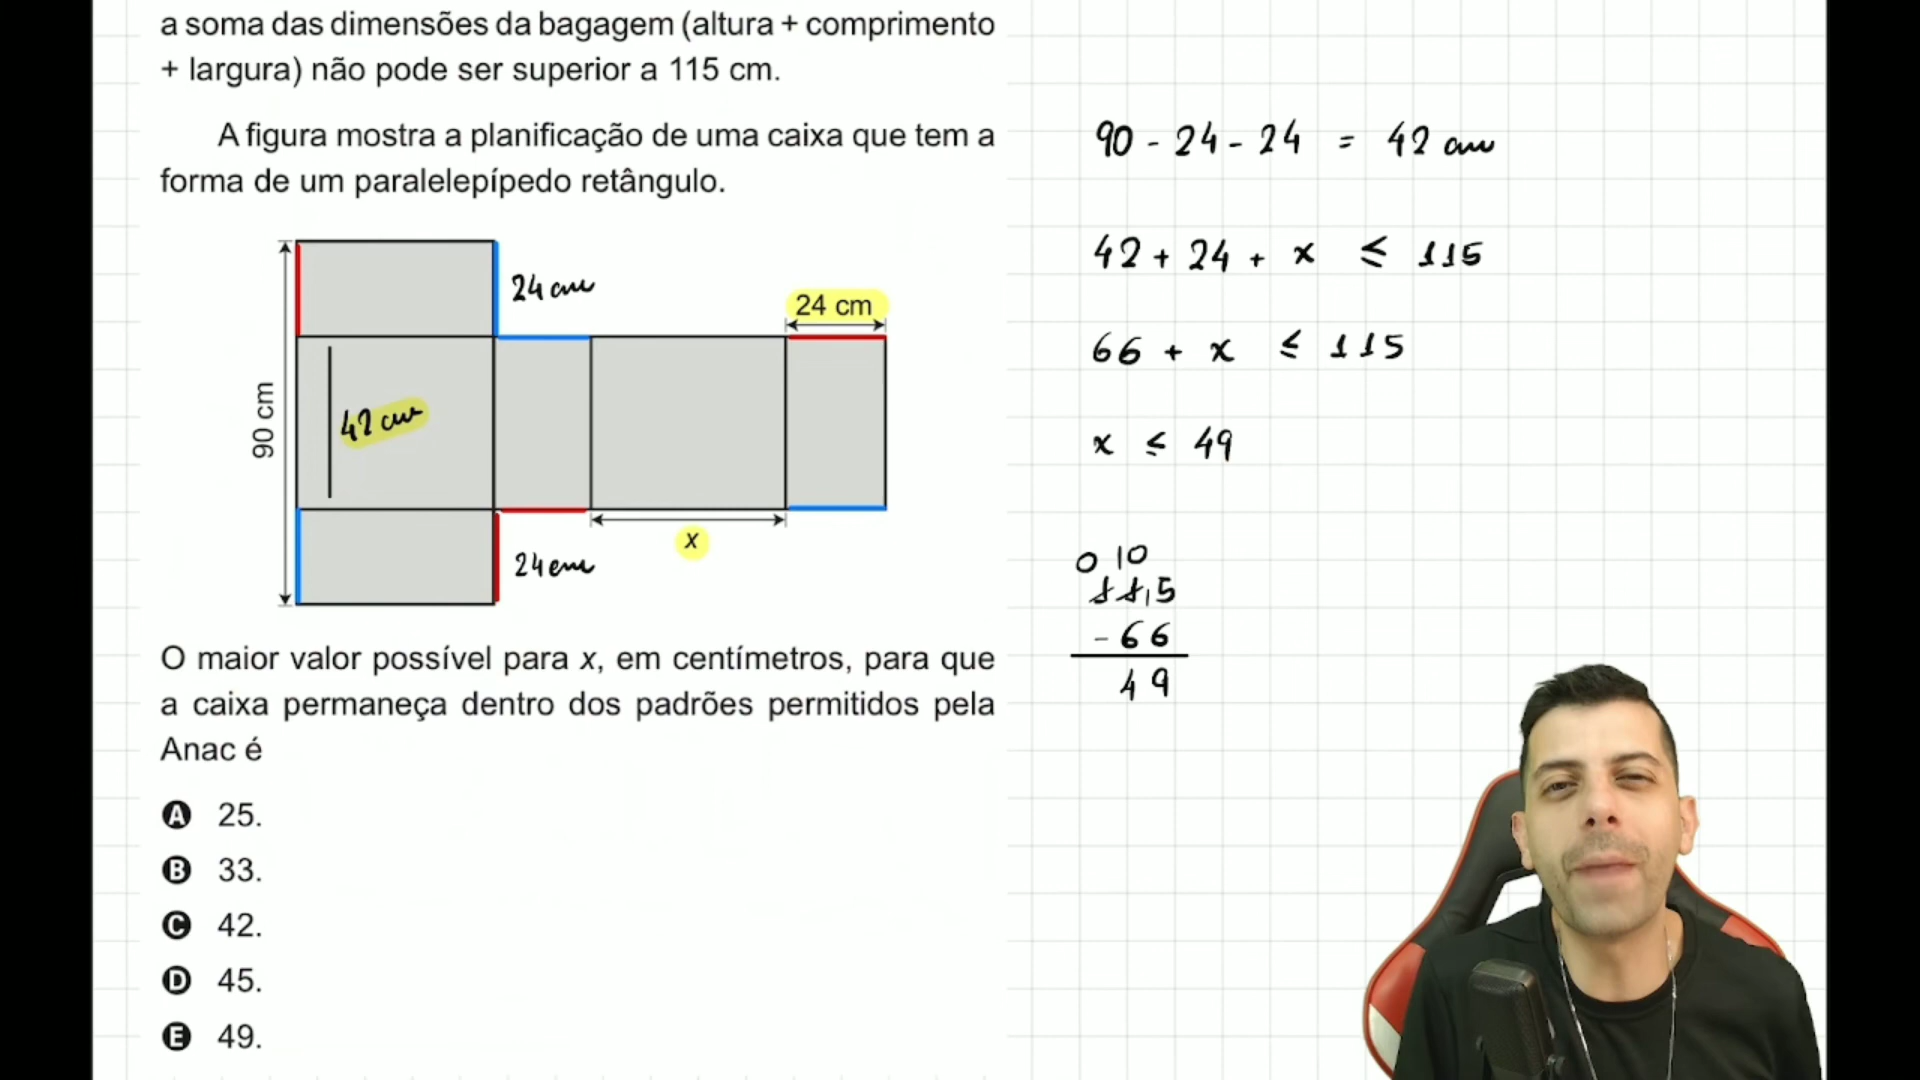 a soma das dimensões da bagagem (altura + comprimento
+ largura) não pode ser superior a 115 cm.
A figura mostra a planificação de uma caixa que tem a
forma de um paralelepípedo retângulo.
24 cm
24 cm
90 cm
42 cm
x
24 cm
O maior valor possível para x, em centímetros, para que
a caixa permaneça dentro dos padrões permitidos pela
Anac é
A 25.
B 33.
C 42.
D 45.
E 49.
90 - 24 - 24 = 42 cm
42 + 24 + x ≤ 115
66 + x ≤ 115
x ≤ 49
0 10
11,5
- 66
49